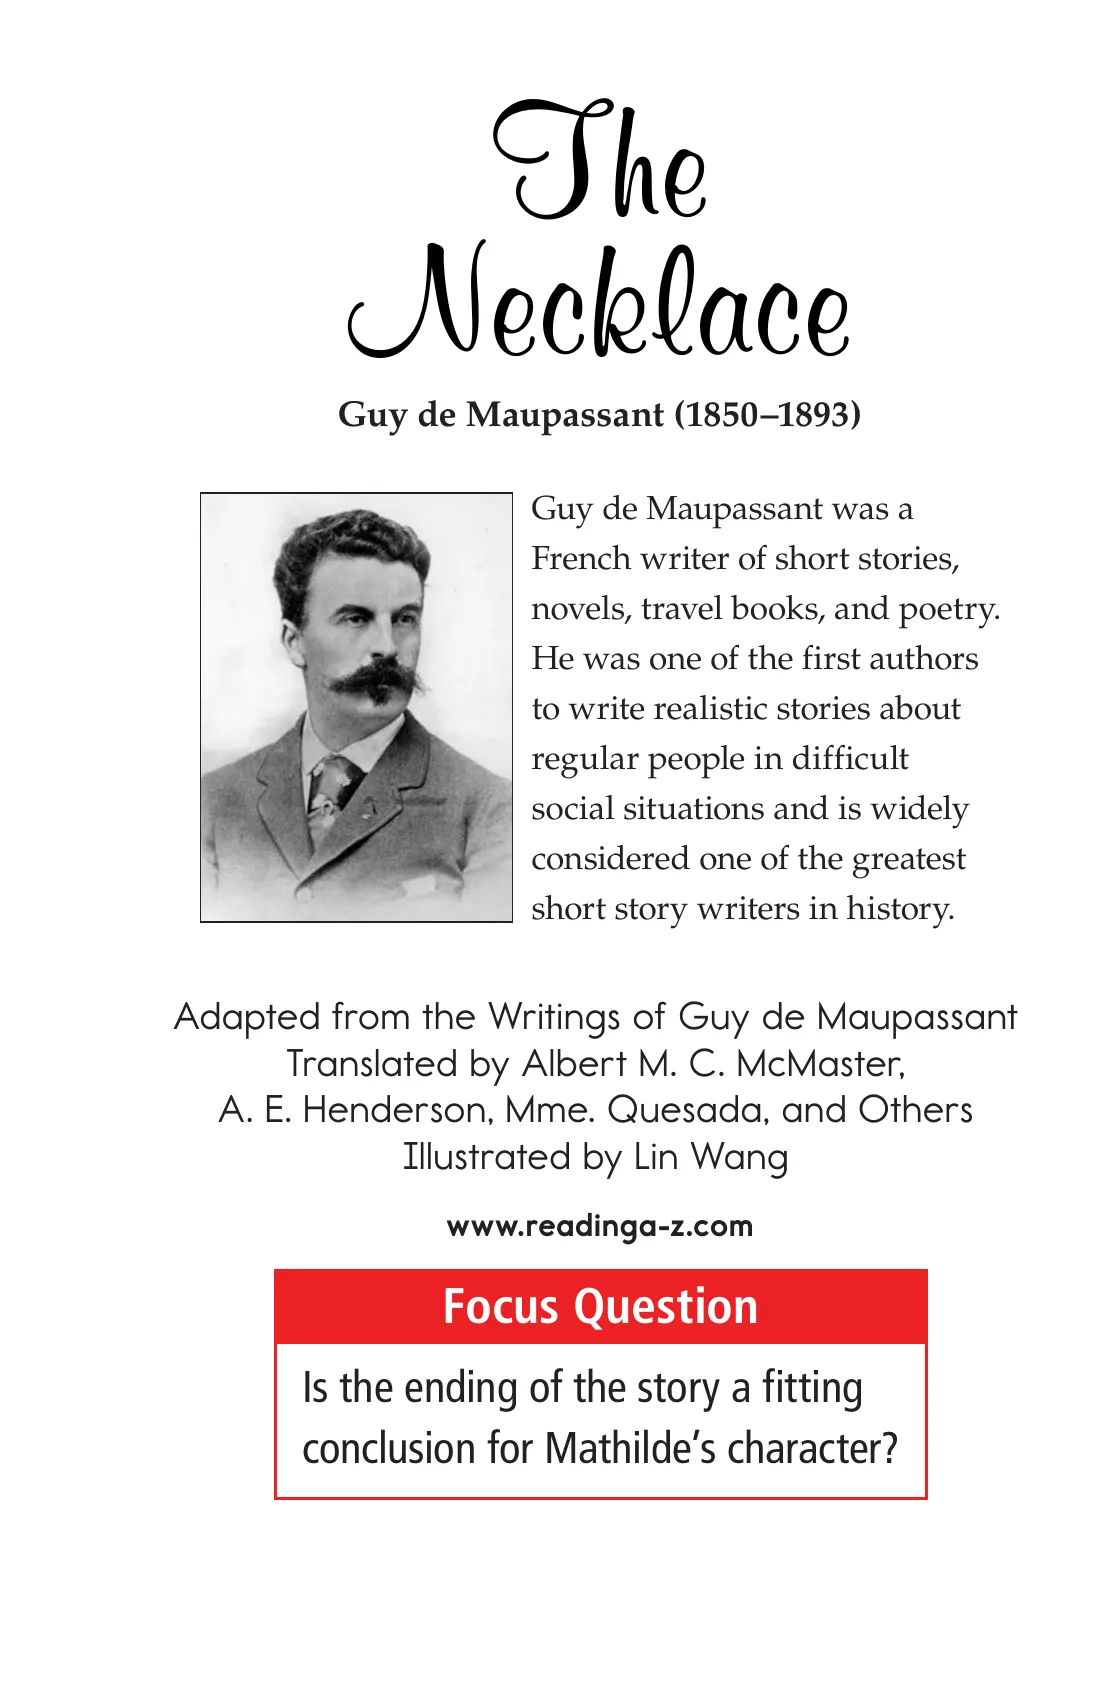 The
Necklace
Guy de Maupassant (1850–1893)
Guy de Maupassant was a
French writer of short stories,
novels, travel books, and poetry.
He was one of the first authors
to write realistic stories about
regular people in difficult
social situations and is widely
considered one of the greatest
short story writers in history.
Adapted from the Writings of Guy de Maupassant
Translated by Albert M. C. McMaster,
A. E. Henderson, Mme. Quesada, and Others
Illustrated by Lin Wang
www.readinga-z.com
Focus Question
Is the ending of the story a fitting
conclusion for Mathilde’s character?